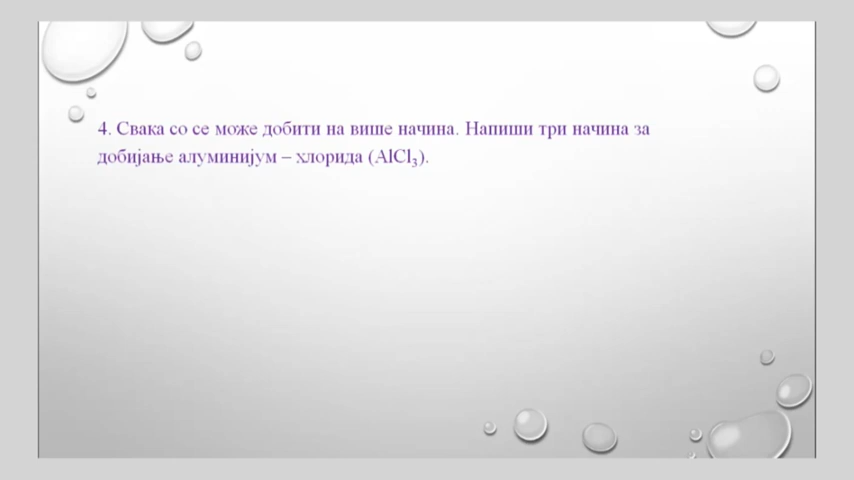 4. Свака со се може добити на више начина. Напиши три начина за
добијање алуминијум – хлорида (AlCl₃).